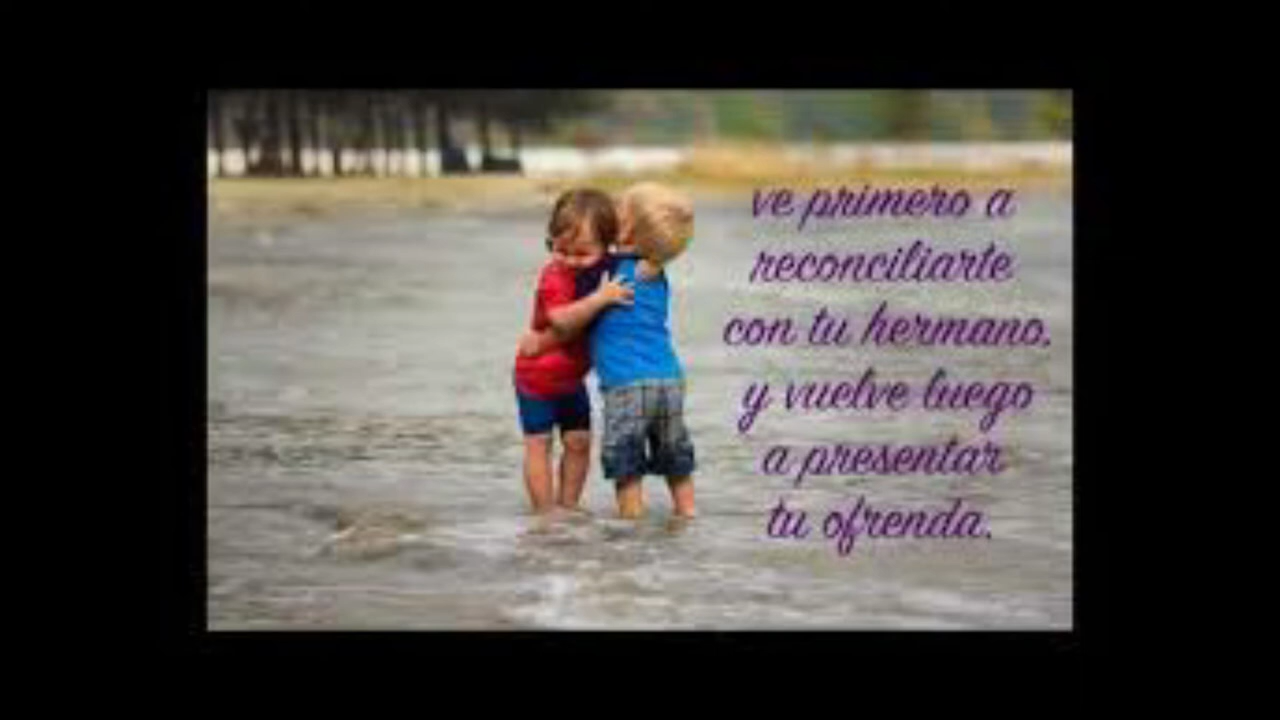 ve primero a
reconciliarte
con tu hermano,
y vuelve luego
a presentar
tu ofrenda.